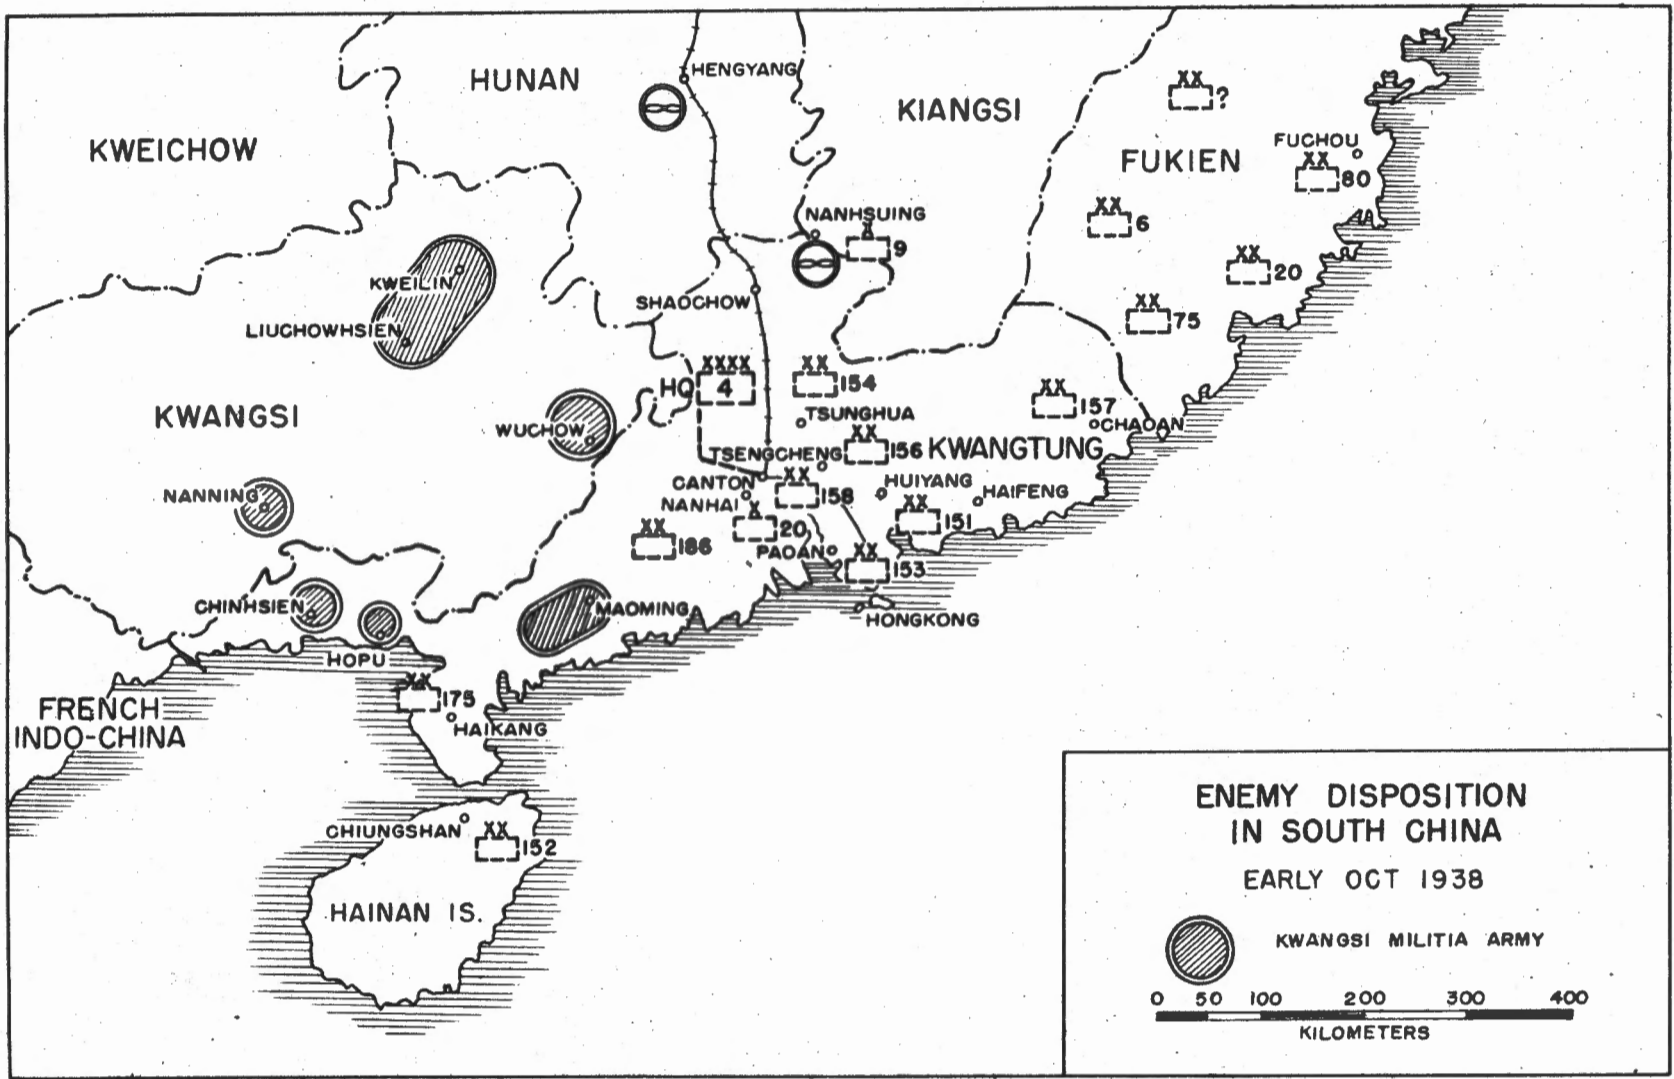 HENGYANG
HUNAN
KIANGSI
KWEICHOW
XX
?
FUCHOU
XX
80
FUKIEN
NANHSUING
X
9
XX
6
XX
20
KWEILIN
SHAOCHOW
LIUCHOWHSIEN
XX
75
HQ
XXXX
4
XX
154
XX
157
CHAOAN
KWANGSI
WUCHOW
TSUNGHUA
TSENGCHENG
XX
156
KWANGTUNG
NANNING
CANTON
NANHAI
XX
158
HUIYANG
HAIFENG
XX
151
X
20
XX
186
PAOAN
XX
153
CHINHSIEN
MAOMING
HONGKONG
HOPU
XX
175
HAIKANG
FRENCH
INDO-CHINA
CHIUNGSHAN
XX
152
HAINAN IS.
ENEMY DISPOSITION
IN SOUTH CHINA
EARLY OCT 1938
KWANGSI MILITIA ARMY
0 50 100 200 300 400
KILOMETERS